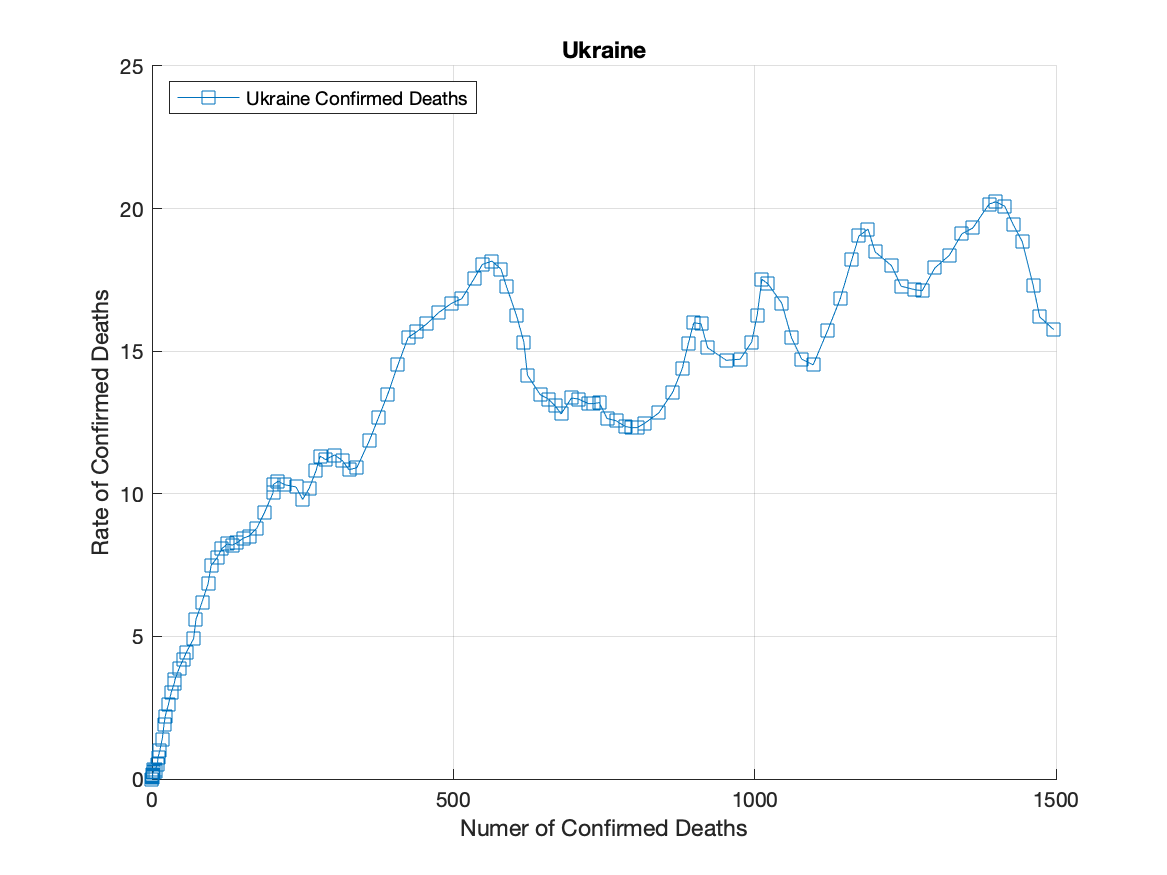 Ukraine
Ukraine Confirmed Deaths
25
20
15
10
5
0
Rate of Confirmed Deaths
0 500 1000 1500
Numer of Confirmed Deaths